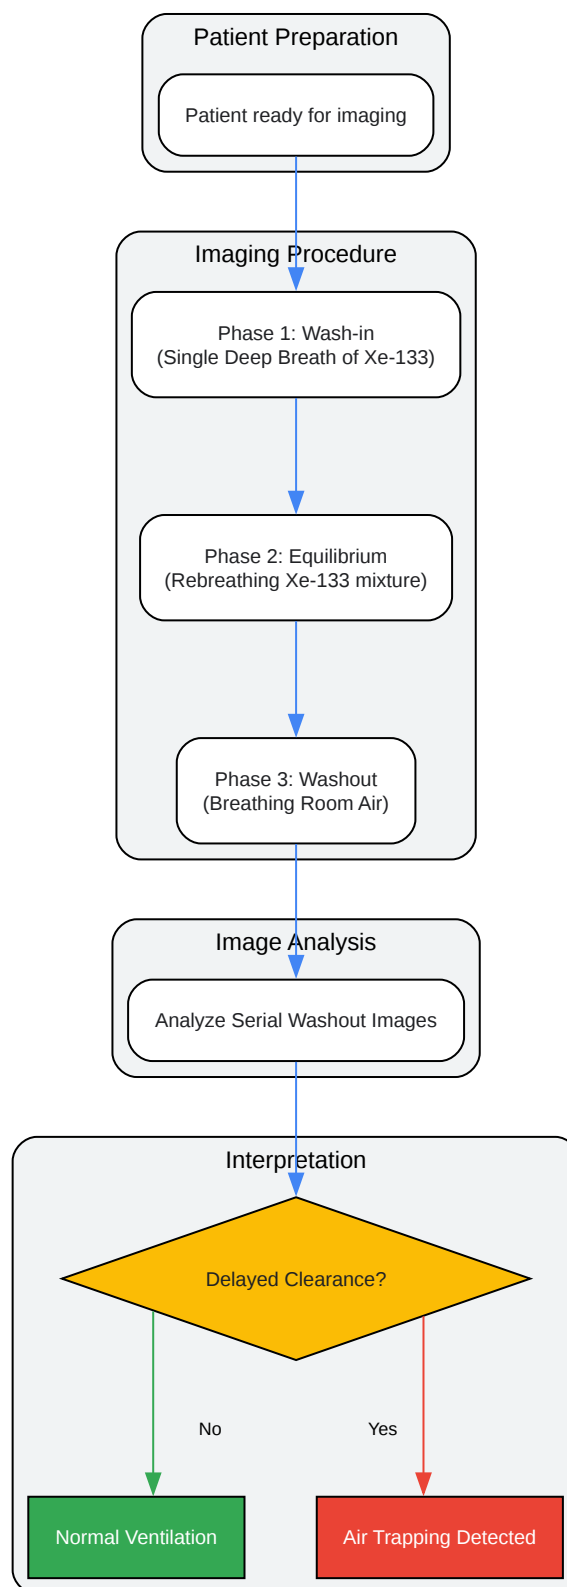 Patient Preparation
Patient ready for imaging
Imaging Procedure
Phase 1: Wash-in
(Single Deep Breath of Xe-133)
Phase 2: Equilibrium
(Rebreathing Xe-133 mixture)
Phase 3: Washout
(Breathing Room Air)
Image Analysis
Analyze Serial Washout Images
Interpretation
Delayed Clearance?
No
Yes
Normal Ventilation
Air Trapping Detected